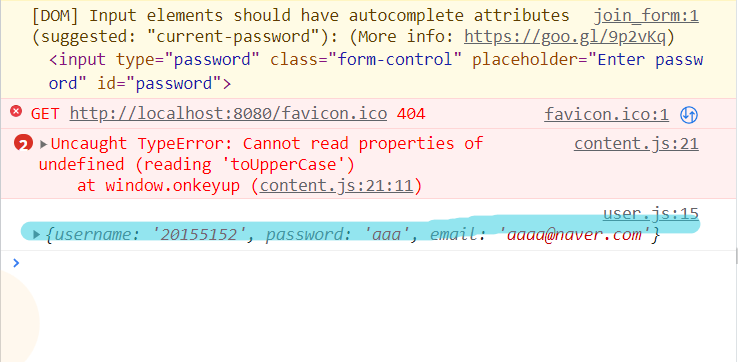 [DOM] Input elements should have autocomplete attributes join_form:1
(suggested: "current-password"): (More info: https://goo.gl/9p2vKq)
<input type="password" class="form-control" placeholder="Enter passw
ord" id="password">
GET http://localhost:8080/favicon.ico 404 favicon.ico:1
2 Uncaught TypeError: Cannot read properties of content.js:21
undefined (reading 'toUpperCase')
at window.onkeyup (content.js:21:11)
user.js:15
{username: '20155152', password: 'aaa', email: 'aaaa@naver.com'}